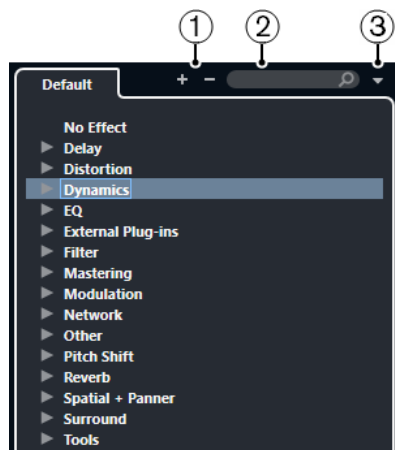 1 2 3
Default + −
No Effect
Delay
Distortion
Dynamics
EQ
External Plug-ins
Filter
Mastering
Modulation
Network
Other
Pitch Shift
Reverb
Spatial + Panner
Surround
Tools